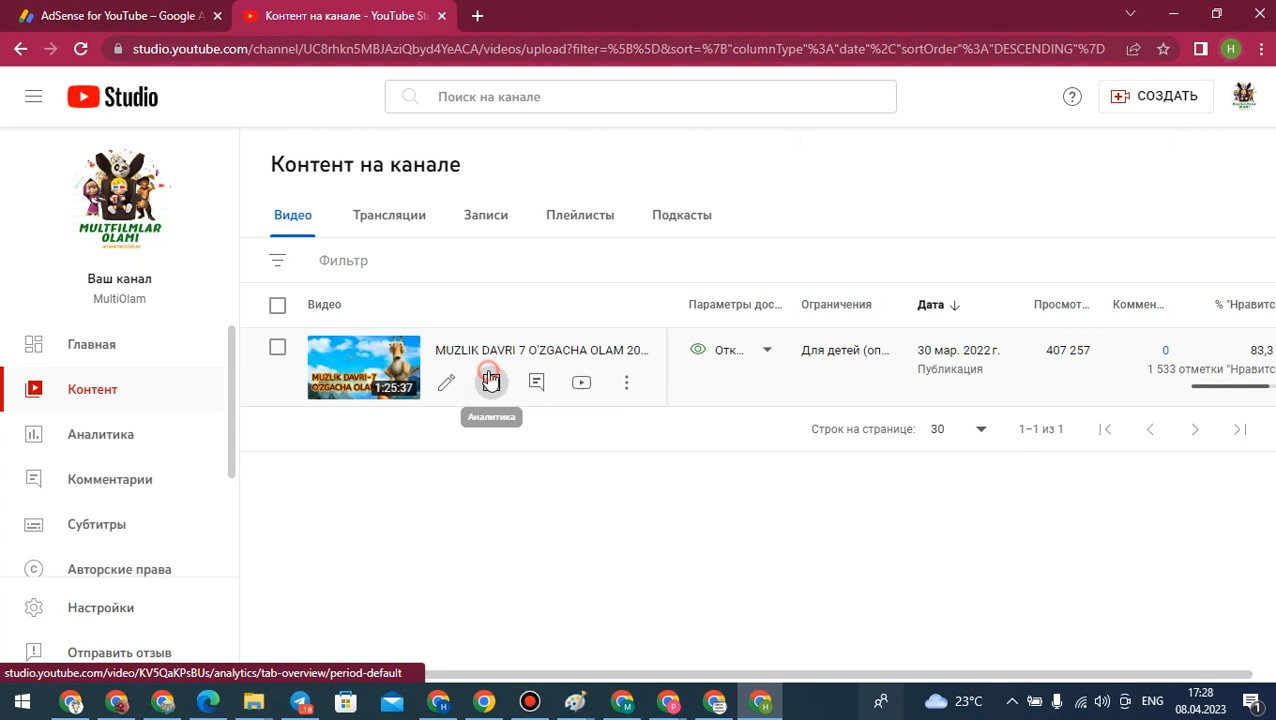 AdSense for YouTube – Google A
Контент на канале - YouTube St
studio.youtube.com/channel/UC8rhkn5MBJAziQbyd4YeACA/videos/upload?filter=%5B%5D&sort=%7B"columnType"%3A"date"%2C"sortOrder"%3A"DESCENDING"%7D
H
Studio
Поиск на канале
СОЗДАТЬ
MULTFILMLAR
OLAMI
Ваш канал
MultiOlam
Главная
Контент
Аналитика
Комментарии
Субтитры
Авторские права
Настройки
Отправить отзыв
Контент на канале
Видео Трансляции Записи Плейлисты Подкасты
Фильтр
Видео Параметры дос... Ограничения Дата Просмот... Коммен... % "Нравитс
MUZLIK DAVRI-7
O'ZGACHA OLAM
1:25:37
MUZLIK DAVRI 7 O'ZGACHA OLAM 20...
Отк... Для детей (оп... 30 мар. 2022 г. 407 257 0 83,3
Публикация 1 533 отметки "Нравитс
Аналитика
Строк на странице: 30 1–1 из 1
studio.youtube.com/video/KV5QaKPsBUs/analytics/tab-overview/period-default
23°C ENG 17:28
08.04.2023